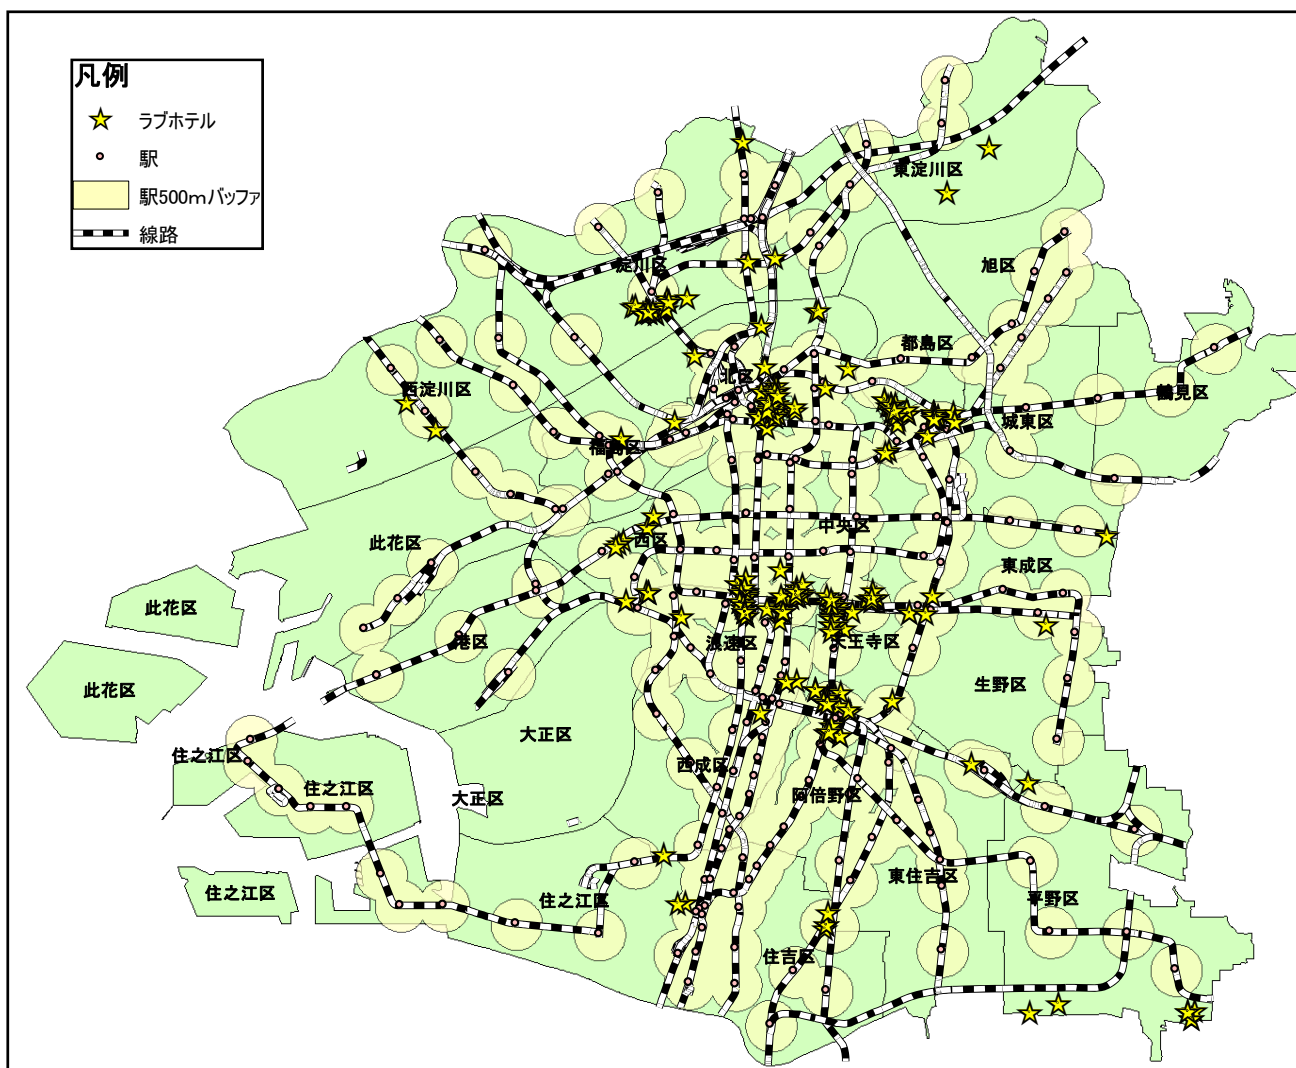 凡例
ラブホテル
駅
駅500mバッファ
線路
東淀川区
淀川区
旭区
都島区
北区
西淀川区
鶴見区
城東区
福島区
中央区
西区
此花区
東成区
此花区
港区
浪速区
天王寺区
此花区
生野区
大正区
住之江区
西成区
住之江区
大正区
阿倍野区
東住吉区
住之江区
住之江区
平野区
住吉区